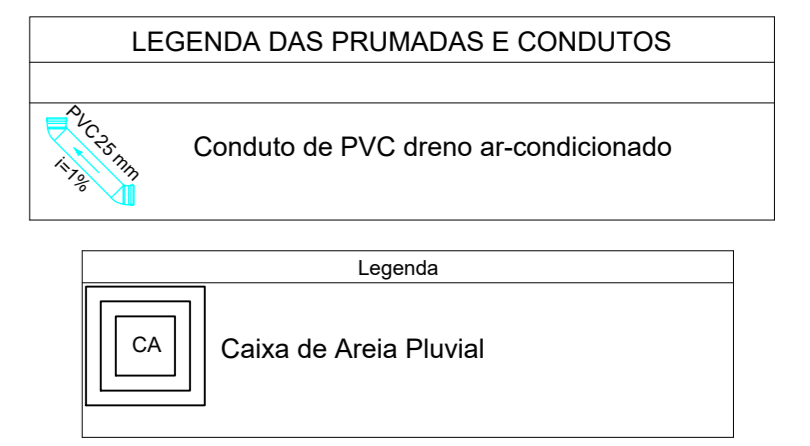 LEGENDA DAS PRUMADAS E CONDUTOS
PVC25 mm
i=1%
Conduto de PVC dreno ar-condicionado
Legenda
CA
Caixa de Areia Pluvial